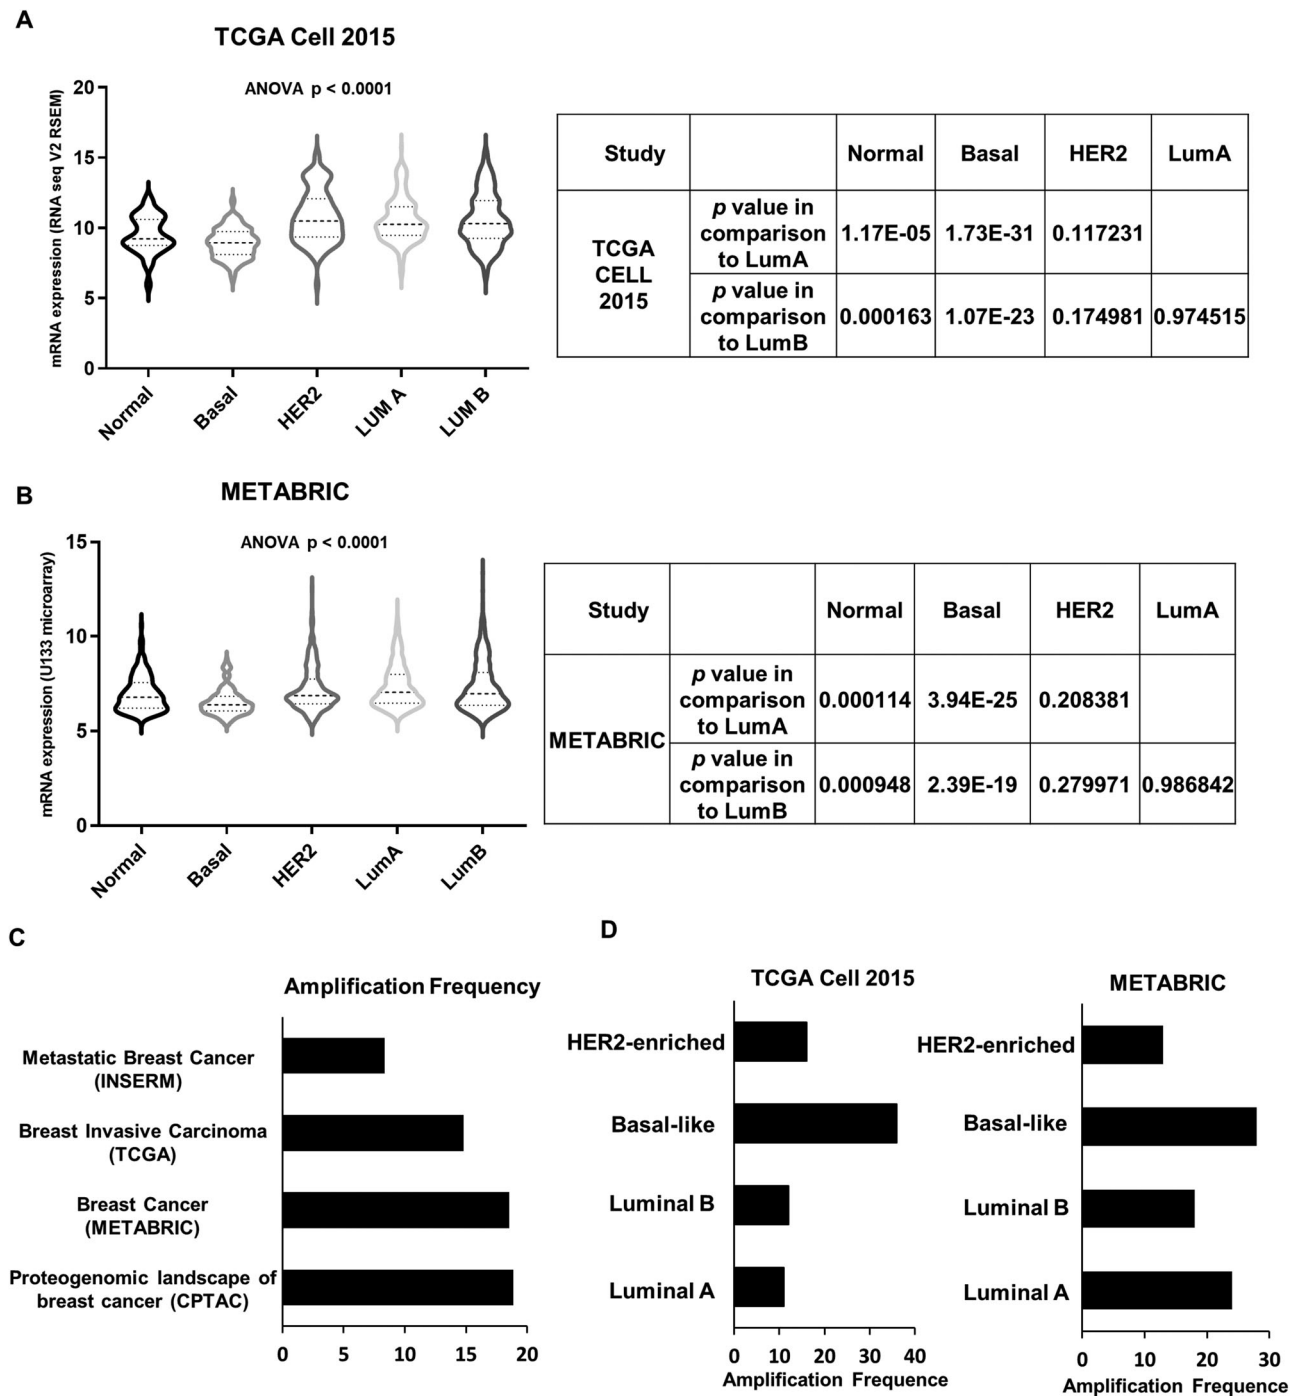 A
TCGA Cell 2015
ANOVA p < 0.0001
mRNA expression (RNA seq V2 RSEM)
20
15
10
5
0
Normal
Basal
HER2
LUM A
LUM B
Study Normal Basal HER2 LumA
TCGA
CELL
2015
p value in
comparison
to LumA
1.17E-05 1.73E-31 0.117231
p value in
comparison
to LumB
0.000163 1.07E-23 0.174981 0.974515
B
METABRIC
ANOVA p < 0.0001
mRNA expression (U133 microarray)
15
10
5
0
Normal
Basal
HER2
LumA
LumB
Study Normal Basal HER2 LumA
METABRIC
p value in
comparison
to LumA
0.000114 3.94E-25 0.208381
p value in
comparison
to LumB
0.000948 2.39E-19 0.279971 0.986842
C
Amplification Frequency
Metastatic Breast Cancer
(INSERM)
Breast Invasive Carcinoma
(TCGA)
Breast Cancer
(METABRIC)
Proteogenomic landscape of
breast cancer (CPTAC)
0 5 10 15 20
D
TCGA Cell 2015
HER2-enriched
Basal-like
Luminal B
Luminal A
0 10 20 30 40
Amplification Frequence
METABRIC
HER2-enriched
Basal-like
Luminal B
Luminal A
0 10 20 30
Amplification Frequence